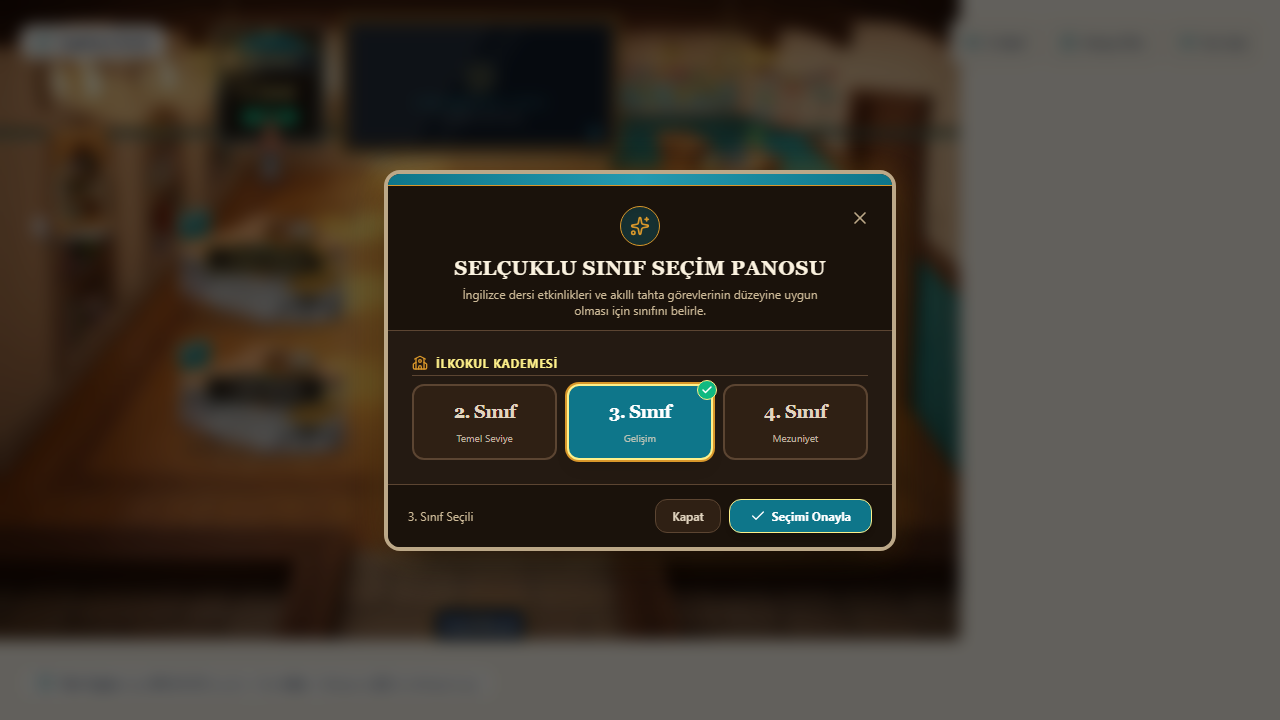 SELÇUKLU SINIF SEÇİM PANOSU
İngilizce dersi etkinlikleri ve akıllı tahta görevlerinin düzeyine uygun
olması için sınıfını belirle.
İLKOKUL KADEMESİ
2. Sınıf
Temel Seviye
3. Sınıf
Gelişim
4. Sınıf
Mezuniyet
3. Sınıf Seçili
Kapat
Seçimi Onayla